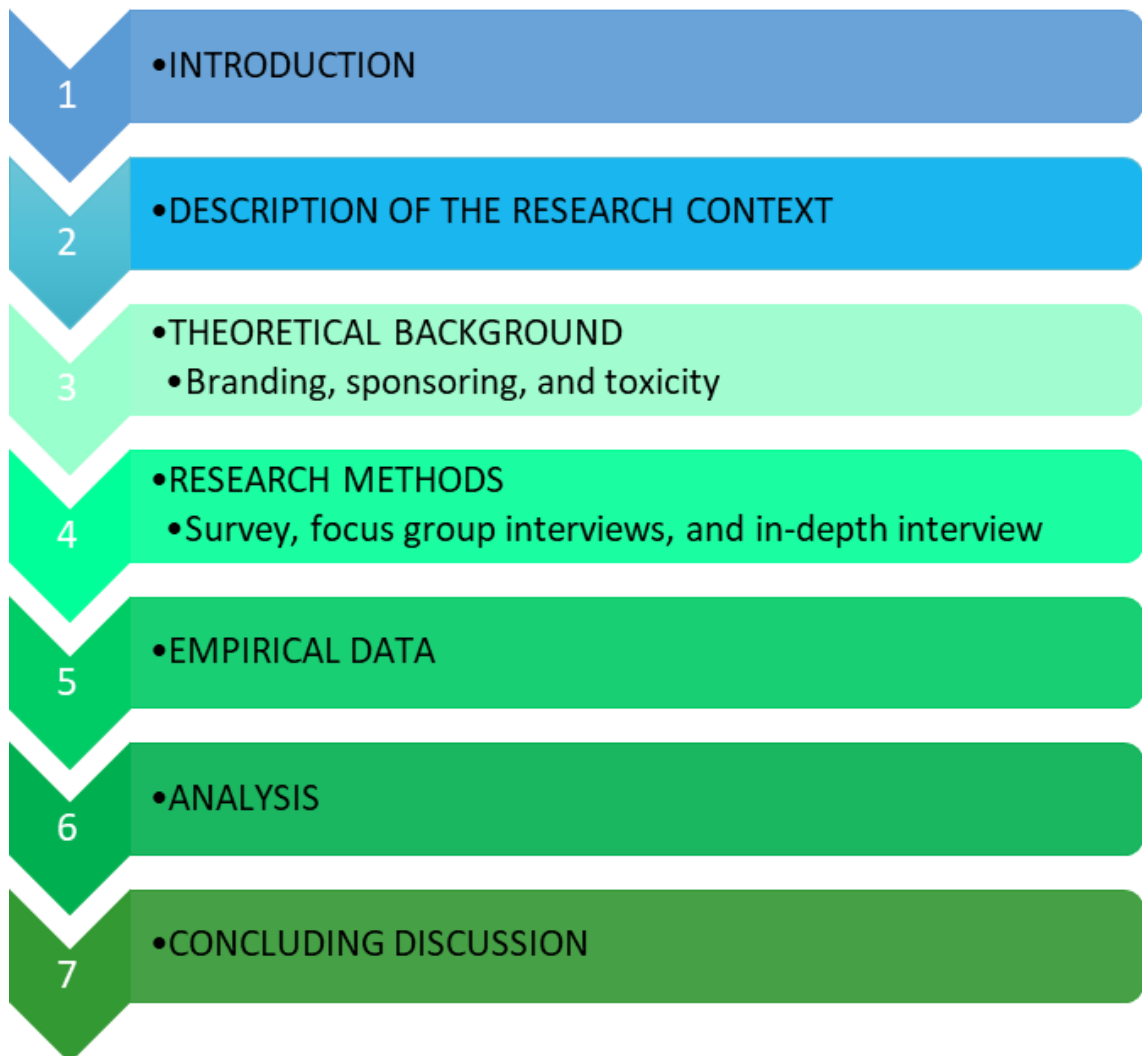 1
•INTRODUCTION
2
•DESCRIPTION OF THE RESEARCH CONTEXT
3
•THEORETICAL BACKGROUND
•Branding, sponsoring, and toxicity
4
•RESEARCH METHODS
•Survey, focus group interviews, and in-depth interview
5
•EMPIRICAL DATA
6
•ANALYSIS
7
•CONCLUDING DISCUSSION